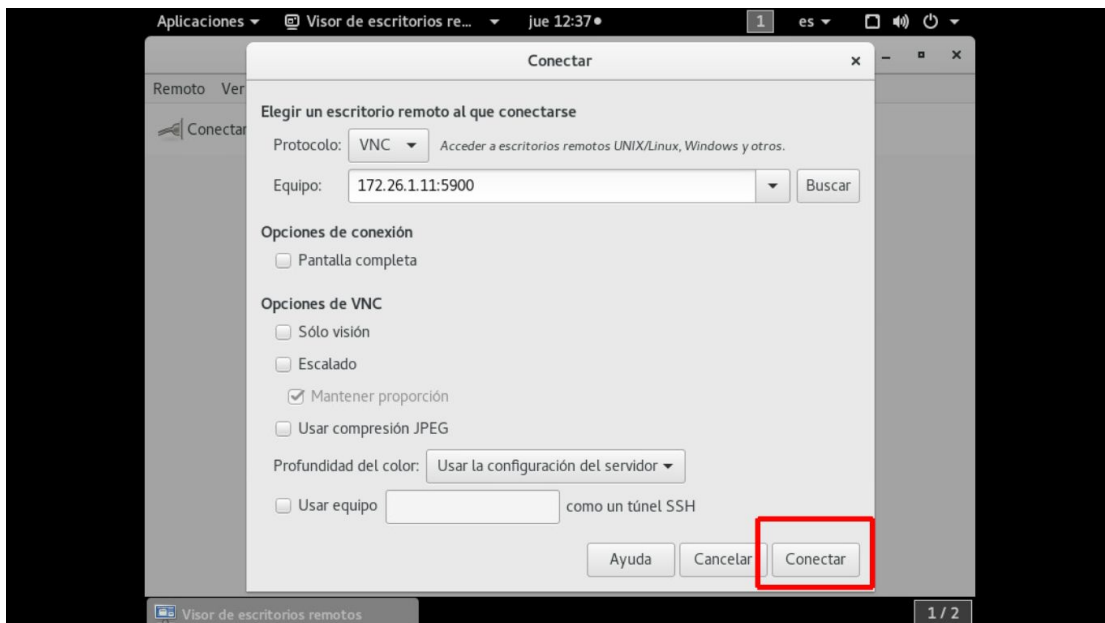 Aplicaciones Visor de escritorios re... jue 12:37 1 es
Conectar
Remoto Ver
Conectar
Elegir un escritorio remoto al que conectarse
Protocolo: VNC Acceder a escritorios remotos UNIX/Linux, Windows y otros.
Equipo: 172.26.1.11:5900 Buscar
Opciones de conexión
Pantalla completa
Opciones de VNC
Sólo visión
Escalado
Mantener proporción
Usar compresión JPEG
Profundidad del color: Usar la configuración del servidor
Usar equipo como un túnel SSH
Ayuda Cancelar Conectar
Visor de escritorios remotos 1 / 2